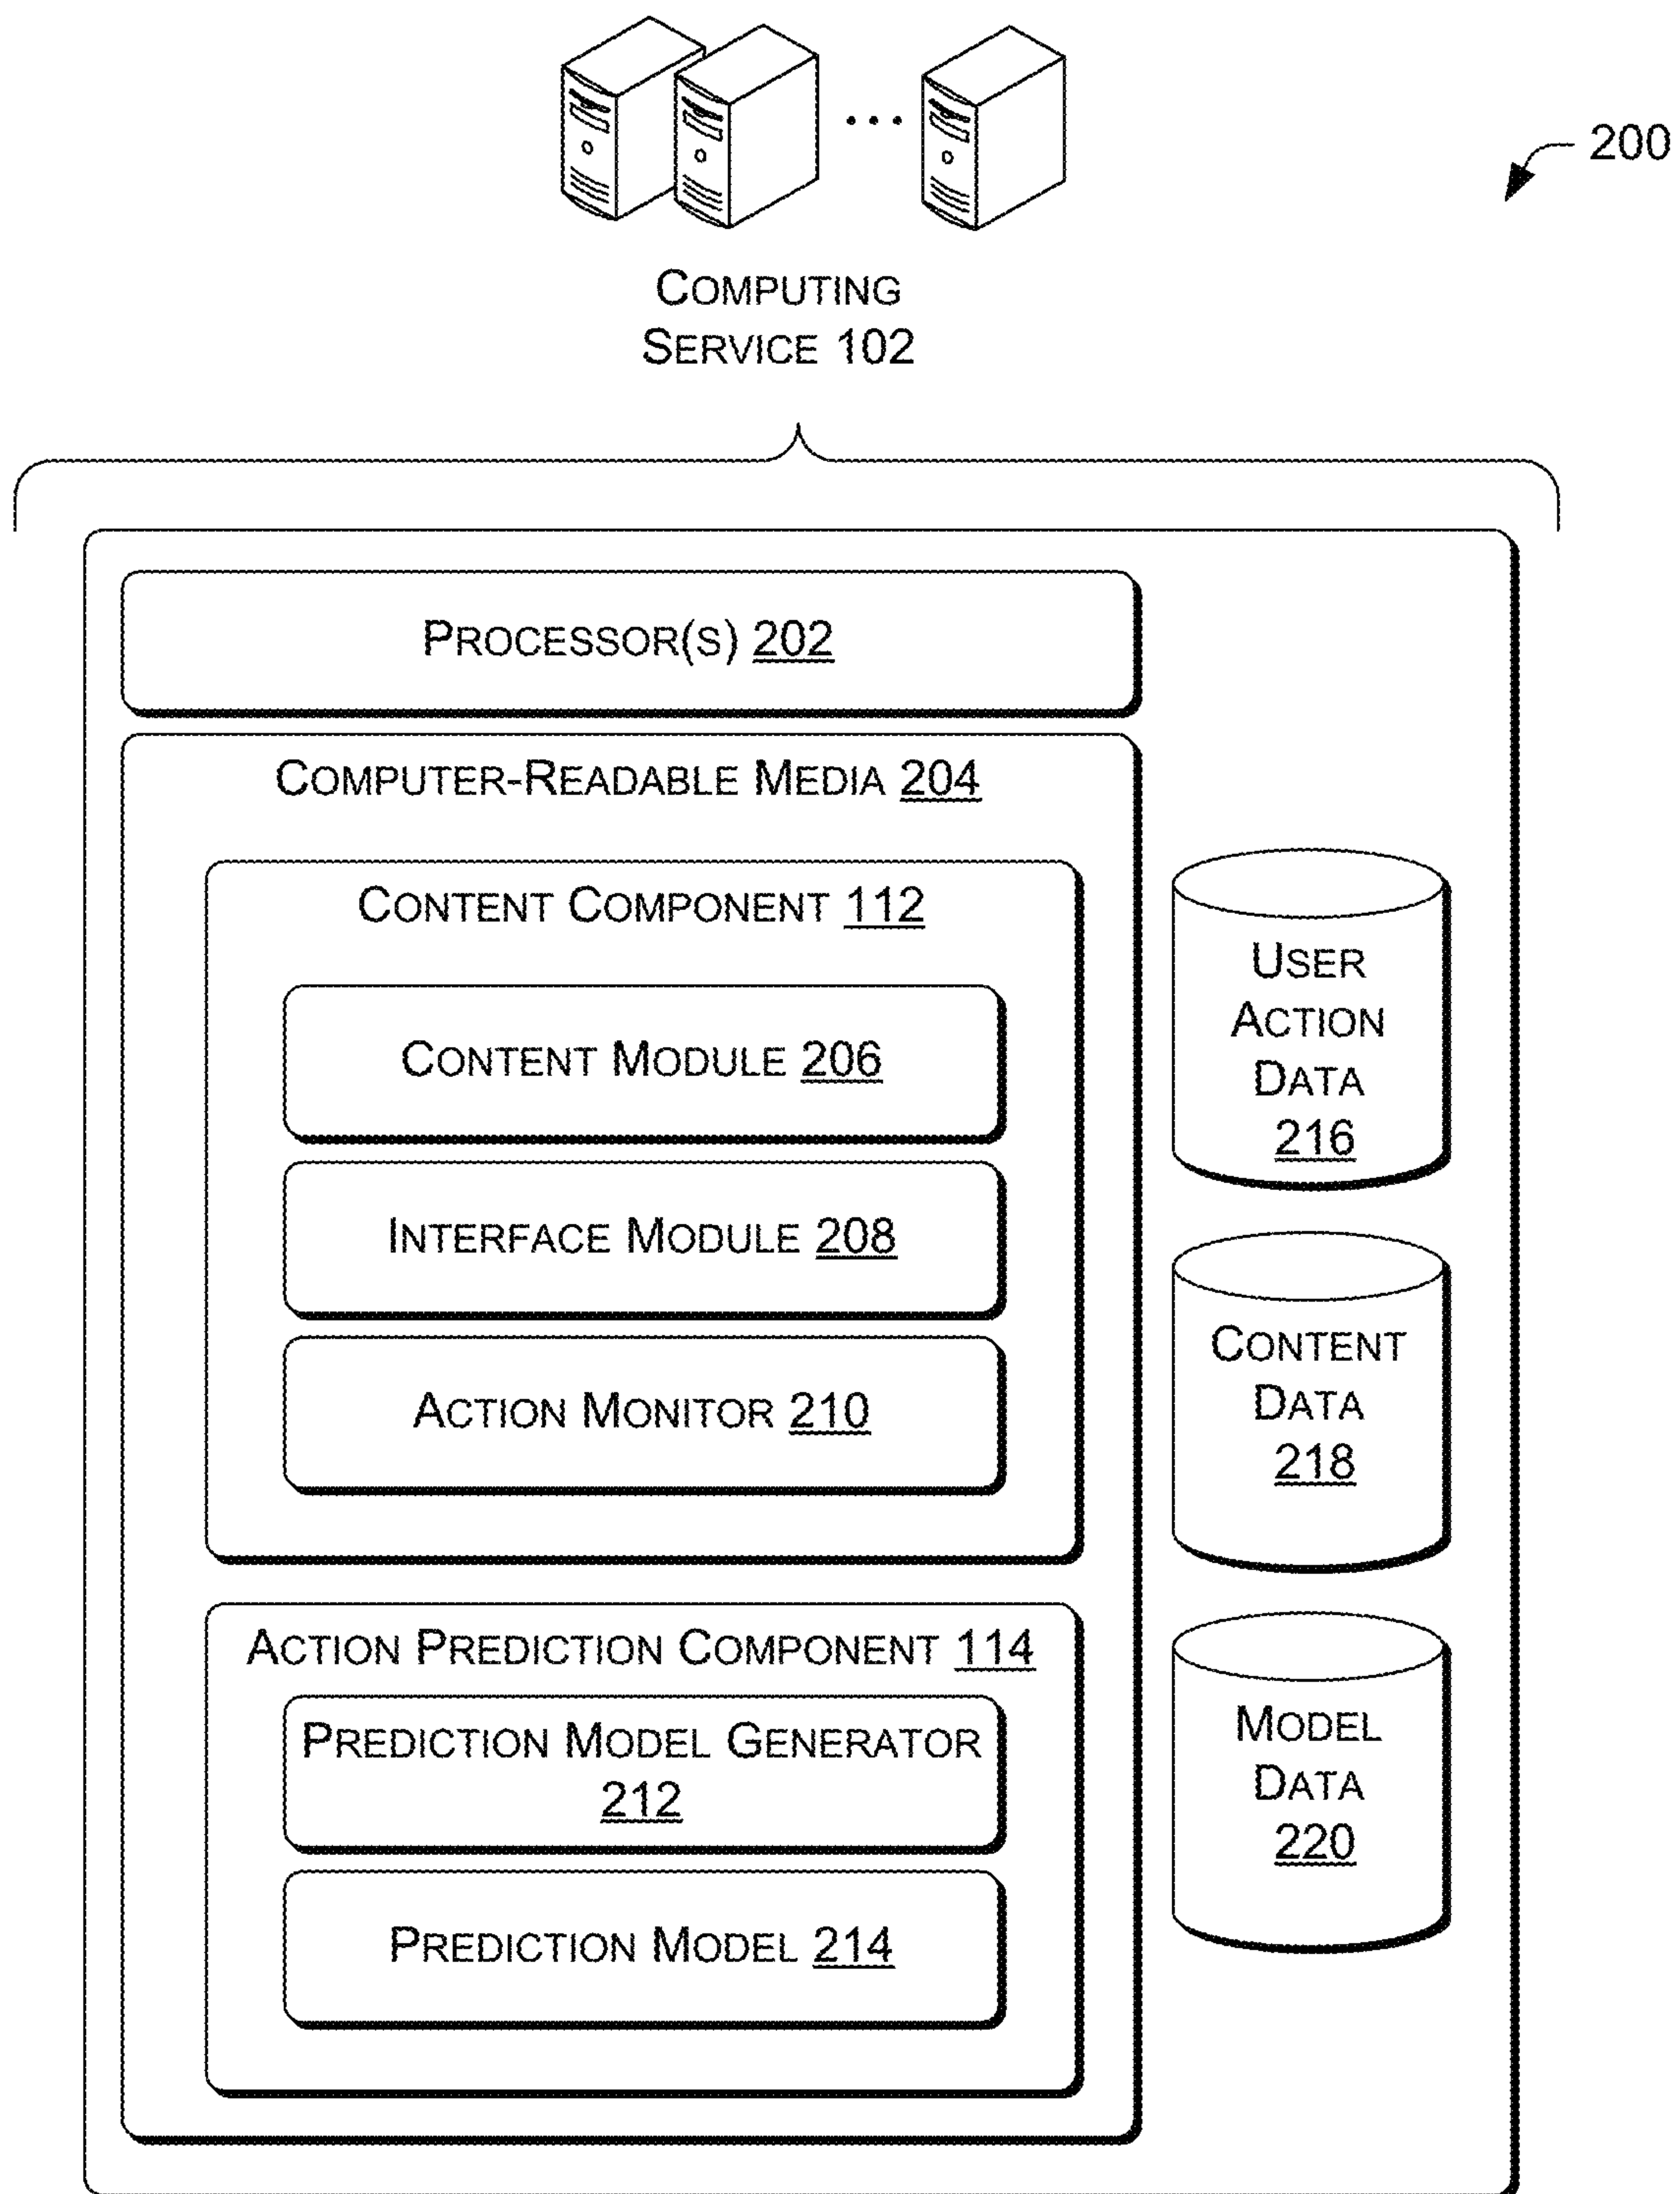 200
COMPUTING
SERVICE 102
PROCESSOR(S) 202
COMPUTER-READABLE MEDIA 204
CONTENT COMPONENT 112
CONTENT MODULE 206
INTERFACE MODULE 208
ACTION MONITOR 210
ACTION PREDICTION COMPONENT 114
PREDICTION MODEL GENERATOR
212
PREDICTION MODEL 214
USER
ACTION
DATA
216
CONTENT
DATA
218
MODEL
DATA
220